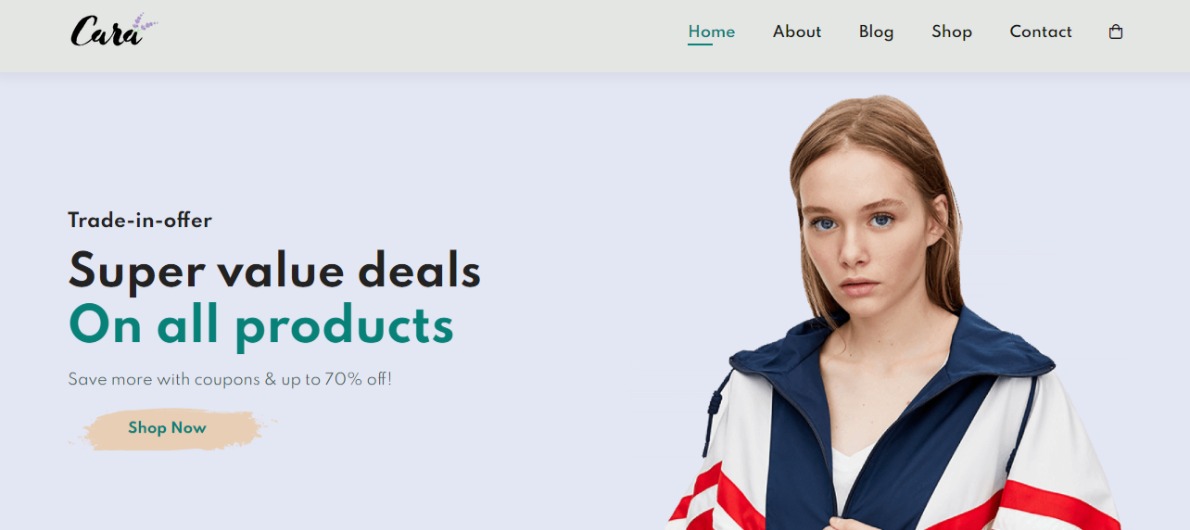 Cara
Home About Blog Shop Contact
Trade-in-offer
Super value deals
On all products
Save more with coupons & up to 70% off!
Shop Now